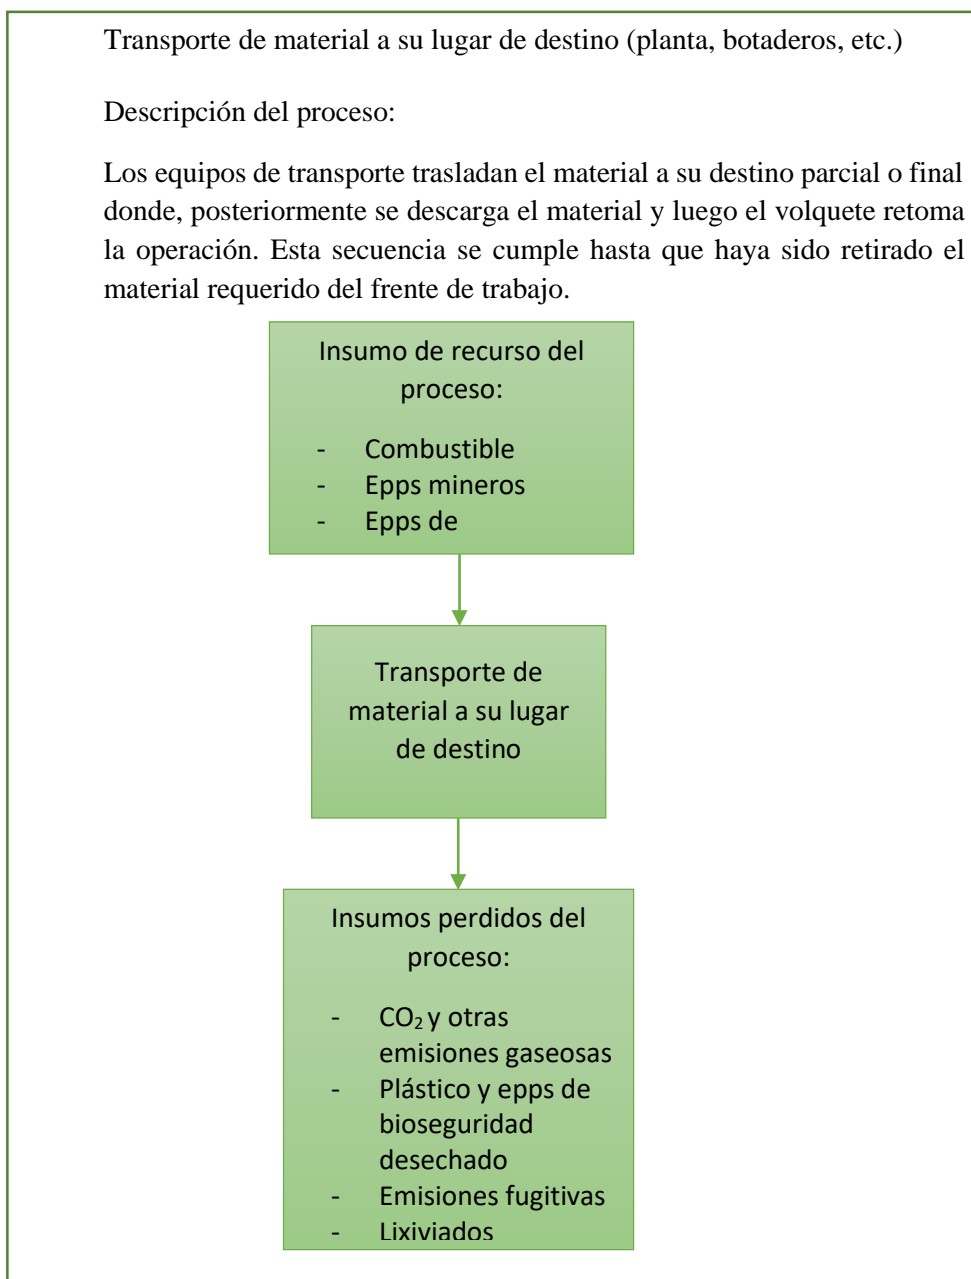 Transporte de material a su lugar de destino (planta, botaderos, etc.)
Descripción del proceso:
Los equipos de transporte trasladan el material a su destino parcial o final
donde, posteriormente se descarga el material y luego el volquete retoma
la operación. Esta secuencia se cumple hasta que haya sido retirado el
material requerido del frente de trabajo.
Insumo de recurso del
proceso:
- Combustible
- Epps mineros
- Epps de
Transporte de
material a su lugar
de destino
Insumos perdidos del
proceso:
- CO₂ y otras
emisiones gaseosas
- Plástico y epps de
bioseguridad
desechado
- Emisiones fugitivas
- Lixiviados